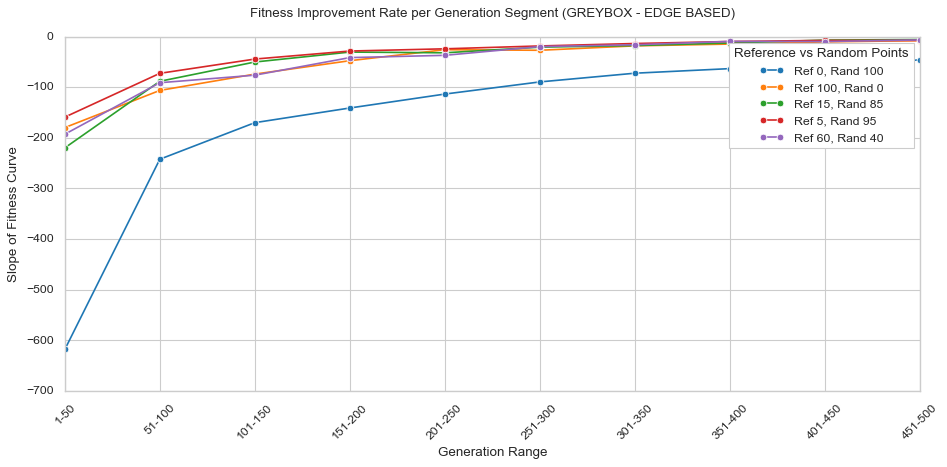 Fitness Improvement Rate per Generation Segment (GREYBOX - EDGE BASED)
0
−100
−200
−300
−400
−500
−600
−700
Slope of Fitness Curve
Reference vs Random Points
Ref 0, Rand 100
Ref 100, Rand 0
Ref 15, Rand 85
Ref 5, Rand 95
Ref 60, Rand 40
1-50
51-100
101-150
151-200
201-250
251-300
301-350
351-400
401-450
451-500
Generation Range